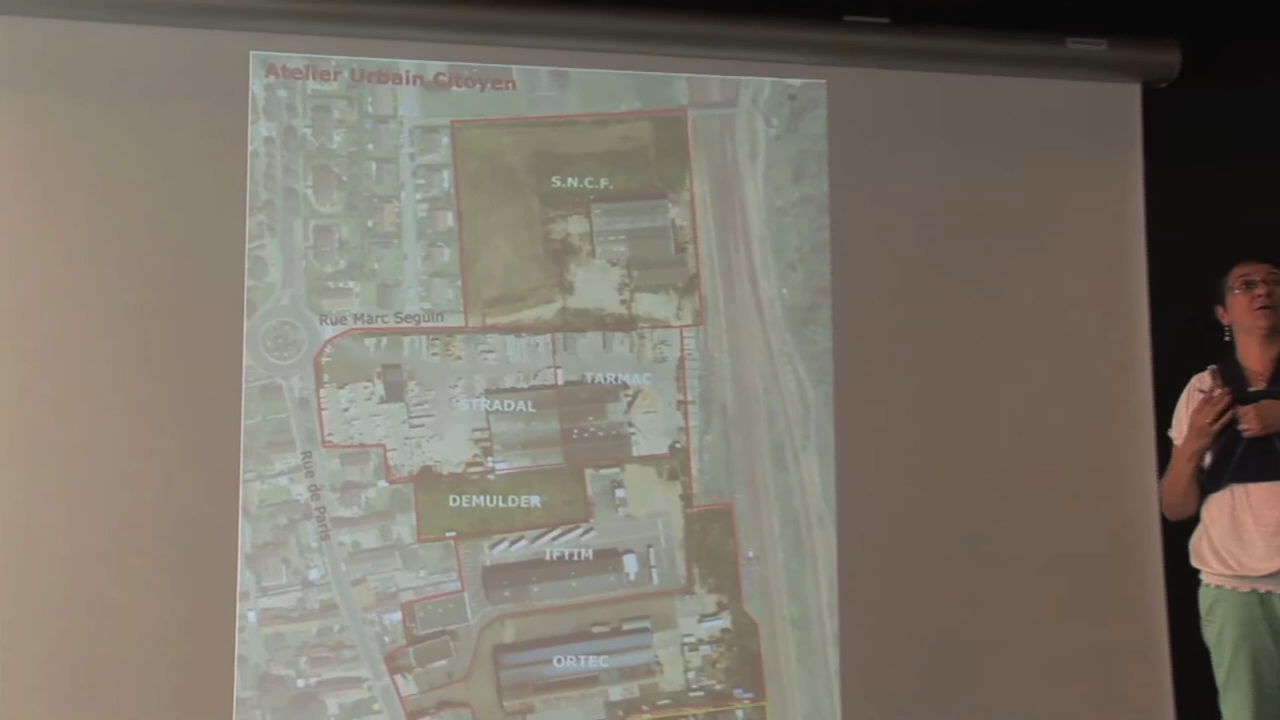 Atelier Urbain Citoyen
S.N.C.F.
Rue Marc Seguin
TARMAC
STRADAL
Rue de Paris
DEMULDER
IFTIM
ORTEC